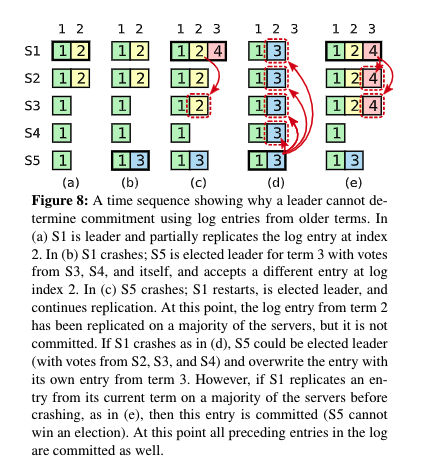 1 2 1 2 1 2 3 1 2 3 1 2 3
S1 1 2 1 2 1 2 4 1 3 1 2 4
S2 1 2 1 2 1 2 1 3 1 2 4
S3 1 1 1 2 1 3 1 2 4
S4 1 1 1 1 3 1
S5 1 1 3 1 3 1 3 1 3
(a) (b) (c) (d) (e)
Figure 8: A time sequence showing why a leader cannot de-
termine commitment using log entries from older terms. In
(a) S1 is leader and partially replicates the log entry at index
2. In (b) S1 crashes; S5 is elected leader for term 3 with votes
from S3, S4, and itself, and accepts a different entry at log
index 2. In (c) S5 crashes; S1 restarts, is elected leader, and
continues replication. At this point, the log entry from term 2
has been replicated on a majority of the servers, but it is not
committed. If S1 crashes as in (d), S5 could be elected leader
(with votes from S2, S3, and S4) and overwrite the entry with
its own entry from term 3. However, if S1 replicates an en-
try from its current term on a majority of the servers before
crashing, as in (e), then this entry is committed (S5 cannot
win an election). At this point all preceding entries in the log
are committed as well.